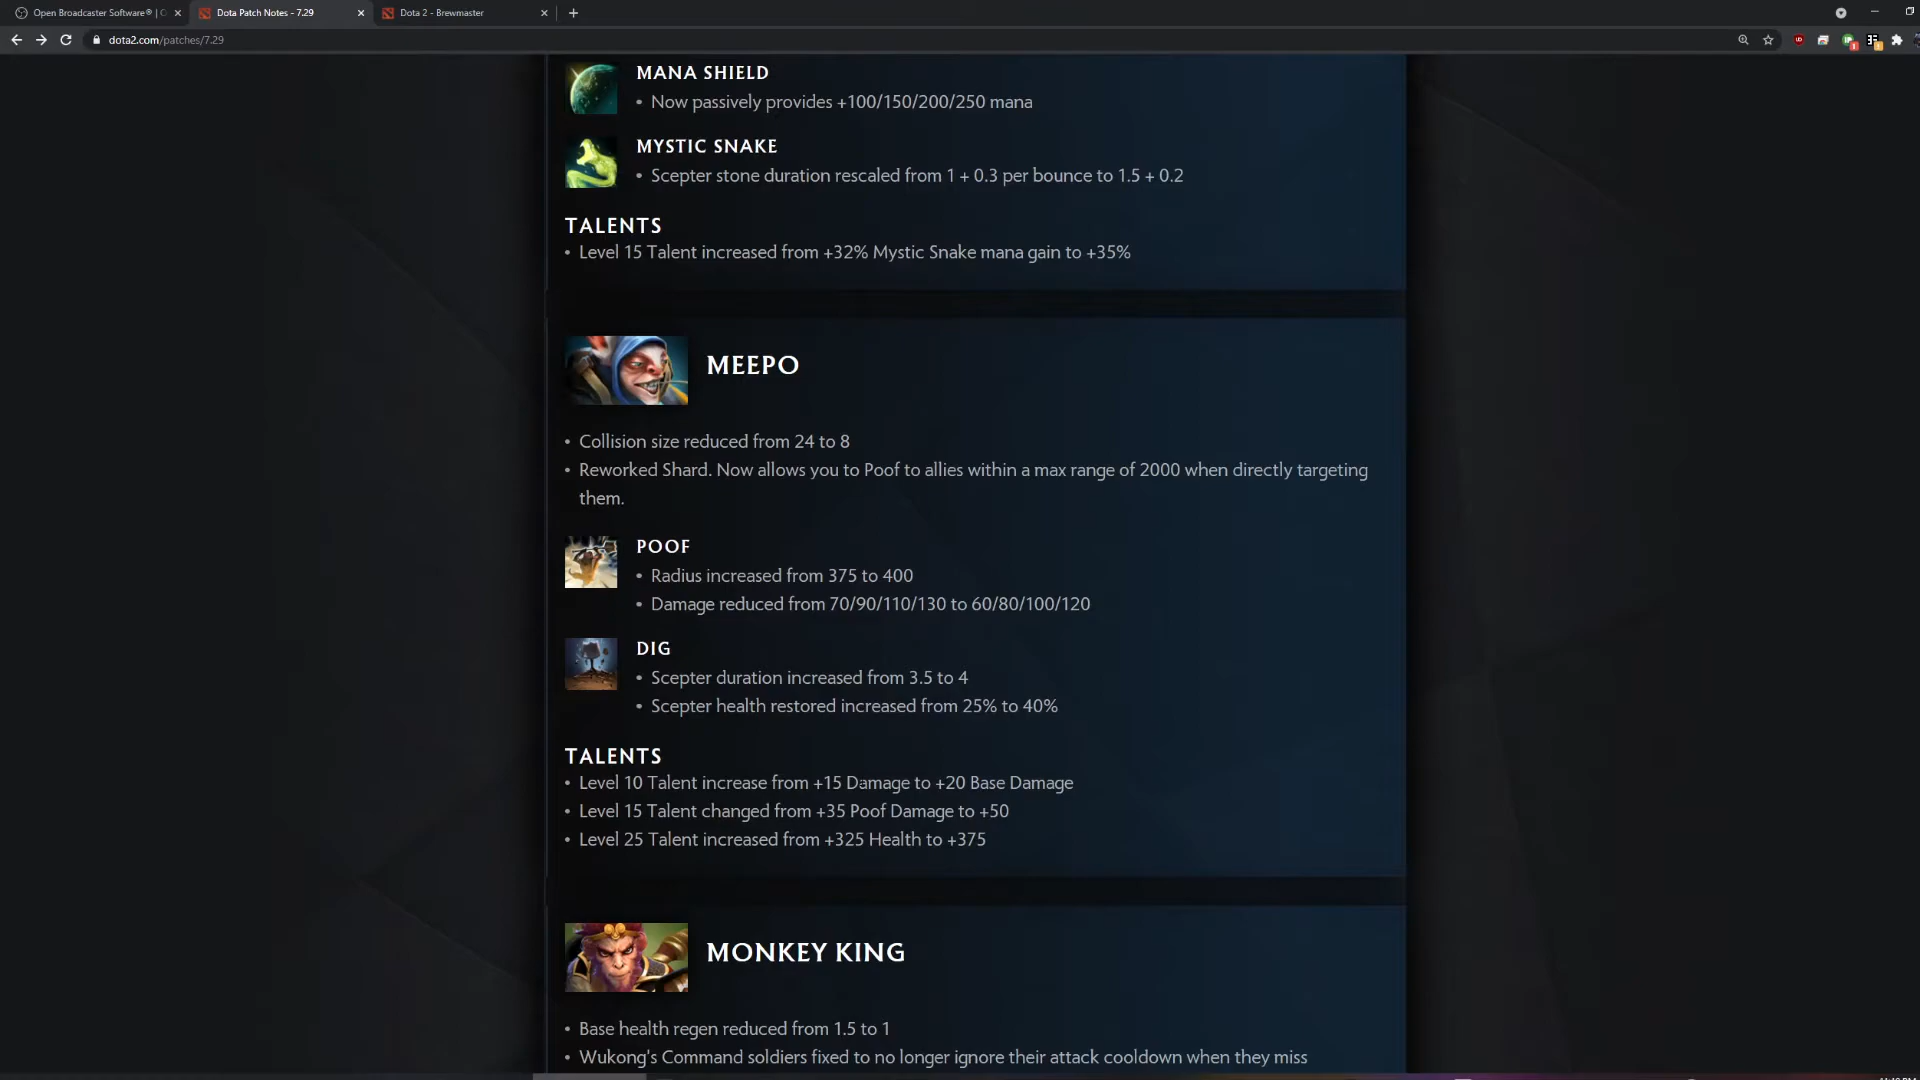 Open Broadcaster Software® |
Dota Patch Notes - 7.29
Dota 2 - Brewmaster
dota2.com/patches/7.29
MANA SHIELD
• Now passively provides +100/150/200/250 mana
MYSTIC SNAKE
• Scepter stone duration rescaled from 1 + 0.3 per bounce to 1.5 + 0.2
TALENTS
• Level 15 Talent increased from +32% Mystic Snake mana gain to +35%
MEEPO
• Collision size reduced from 24 to 8
• Reworked Shard. Now allows you to Poof to allies within a max range of 2000 when directly targeting
them.
POOF
• Radius increased from 375 to 400
• Damage reduced from 70/90/110/130 to 60/80/100/120
DIG
• Scepter duration increased from 3.5 to 4
• Scepter health restored increased from 25% to 40%
TALENTS
• Level 10 Talent increase from +15 Damage to +20 Base Damage
• Level 15 Talent changed from +35 Poof Damage to +50
• Level 25 Talent increased from +325 Health to +375
MONKEY KING
• Base health regen reduced from 1.5 to 1
• Wukong's Command soldiers fixed to no longer ignore their attack cooldown when they miss